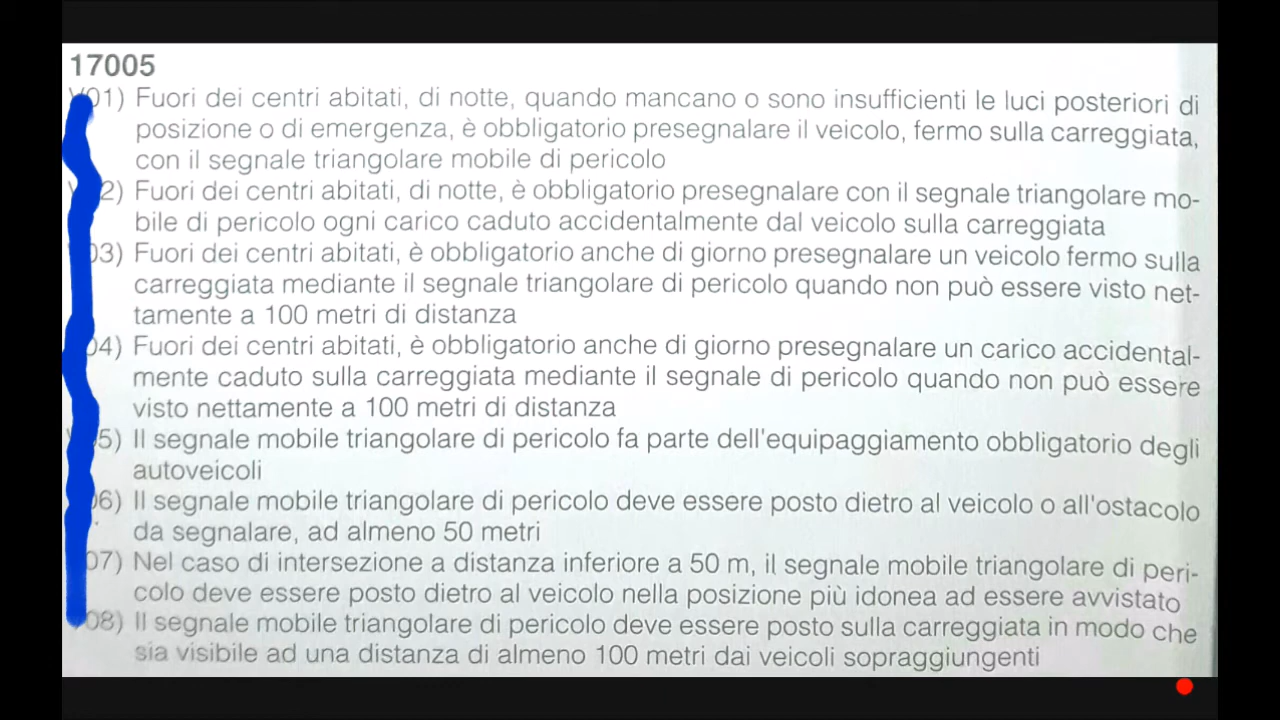 17005
V01) Fuori dei centri abitati, di notte, quando mancano o sono insufficienti le luci posteriori di
posizione o di emergenza, è obbligatorio presegnalare il veicolo, fermo sulla carreggiata,
con il segnale triangolare mobile di pericolo
2) Fuori dei centri abitati, di notte, è obbligatorio presegnalare con il segnale triangolare mo-
bile di pericolo ogni carico caduto accidentalmente dal veicolo sulla carreggiata
03) Fuori dei centri abitati, è obbligatorio anche di giorno presegnalare un veicolo fermo sulla
carreggiata mediante il segnale triangolare di pericolo quando non può essere visto net-
tamente a 100 metri di distanza
04) Fuori dei centri abitati, è obbligatorio anche di giorno presegnalare un carico accidental-
mente caduto sulla carreggiata mediante il segnale di pericolo quando non può essere
visto nettamente a 100 metri di distanza
5) Il segnale mobile triangolare di pericolo fa parte dell'equipaggiamento obbligatorio degli
autoveicoli
06) Il segnale mobile triangolare di pericolo deve essere posto dietro al veicolo o all'ostacolo
da segnalare, ad almeno 50 metri
07) Nel caso di intersezione a distanza inferiore a 50 m, il segnale mobile triangolare di peri-
colo deve essere posto dietro al veicolo nella posizione più idonea ad essere avvistato
08) Il segnale mobile triangolare di pericolo deve essere posto sulla carreggiata in modo che
sia visibile ad una distanza di almeno 100 metri dai veicoli sopraggiungenti